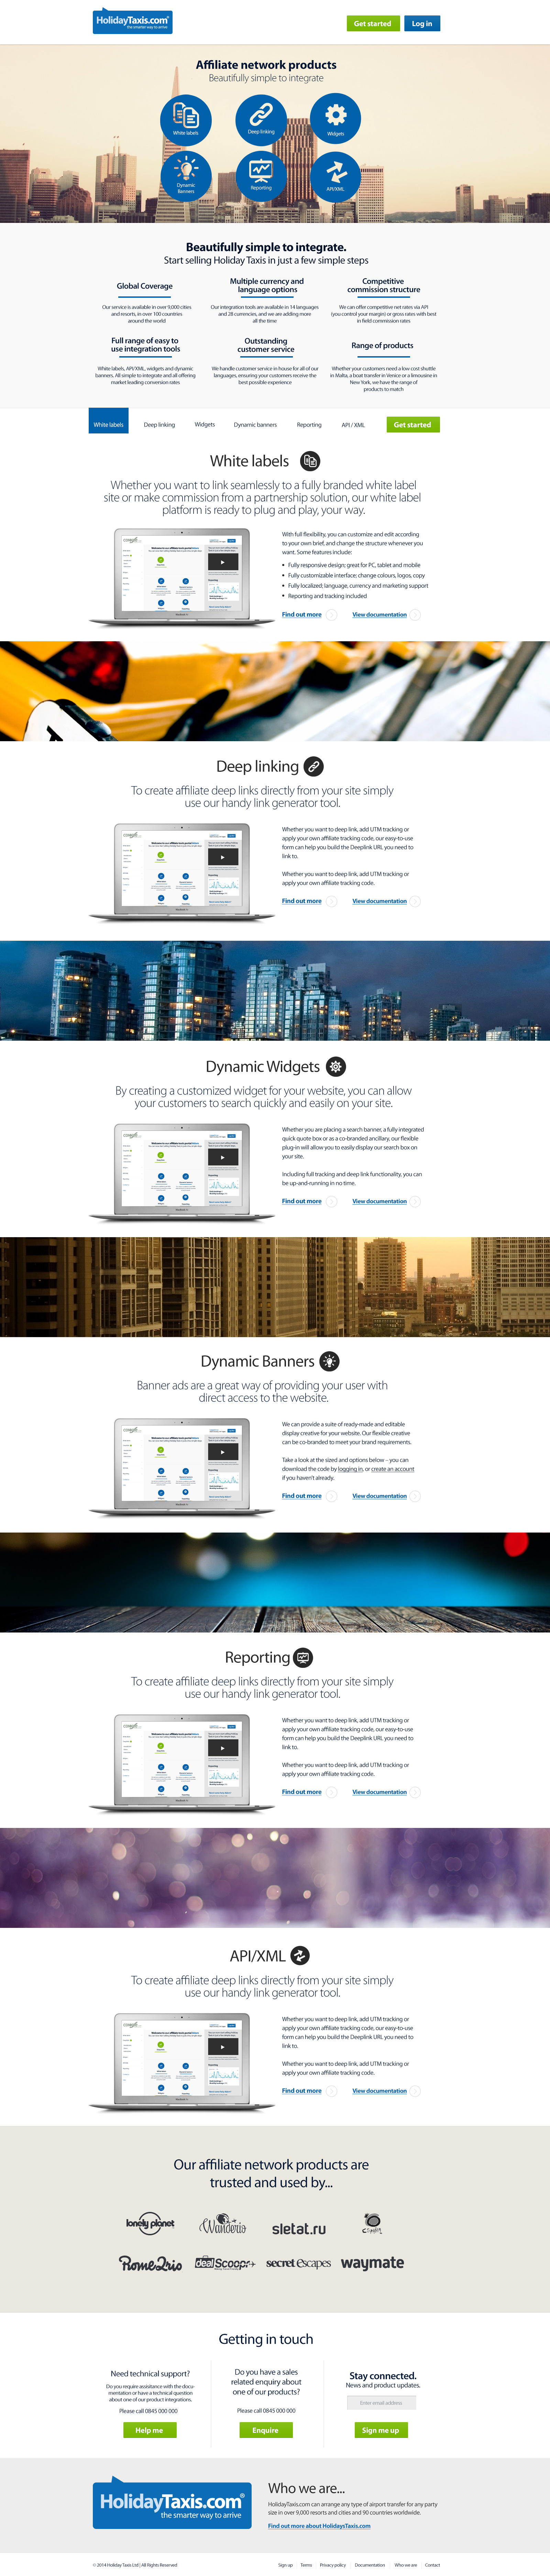 HolidayTaxis.com®
the smarter way to arrive
Get started
Log in
Affiliate network products
Beautifully simple to integrate
White labels
Deep linking
Widgets
Dynamic
Banners
Reporting
API/XML
Beautifully simple to integrate.
Start selling Holiday Taxis in just a few simple steps
Global Coverage
Our service is available in over 9,000 cities
and resorts, in over 100 countries
around the world
Multiple currency and
language options
Our integration tools are available in 14 languages
and 28 currencies, and we are adding more
all the time
Competitive
commission structure
We can offer competitive net rates via API
(you control your margin) or gross rates with best
in field commission rates
Full range of easy to
use integration tools
White labels, API/XML, widgets and dynamic
banners. All simple to integrate and all offering
market leading conversion rates
Outstanding
customer service
We handle customer service in house for all of our
languages, ensuring your customers receive the
best possible experience
Range of products
Whether your customers need a low cost shuttle
in Malta, a boat transfer in Venice or a limousine in
New York, we have the range of
products to match
White labels
Deep linking
Widgets
Dynamic banners
Reporting
API / XML
Get started
White labels
Whether you want to link seamlessly to a fully branded white label
site or make commission from a partnership solution, our white label
platform is ready to plug and play, your way.
With full flexibility, you can customize and edit according
to your own brief, and change the structure whenever you
want. Some features include:
• Fully responsive design; great for PC, tablet and mobile
• Fully customizable interface; change colours, logos, copy
• Fully localized; language, currency and marketing support
• Reporting and tracking included
Find out more
View documentation
Deep linking
To create affiliate deep links directly from your site simply
use our handy link generator tool.
Whether you want to deep link, add UTM tracking or
apply your own affiliate tracking code, our easy-to-use
form can help you build the Deeplink URL you need to
link to.
Whether you want to deep link, add UTM tracking or
apply your own affiliate tracking code.
Find out more
View documentation
Dynamic Widgets
By creating a customized widget for your website, you can allow
your customers to search quickly and easily on your site.
Whether you are placing a search banner, a fully integrated
quick quote box or as a co-branded ancillary, our flexible
plug-in will allow you to easily display our search box on
your site.
Including full tracking and deep link functionality, you can
be up-and-running in no time.
Find out more
View documentation
Dynamic Banners
Banner ads are a great way of providing your user with
direct access to the website.
We can provide a suite of ready-made and editable
display creative for your website. Our flexible creative
can be co-branded to meet your brand requirements.
Take a look at the sized and options below – you can
download the code by logging in, or create an account
if you haven't already.
Find out more
View documentation
Reporting
To create affiliate deep links directly from your site simply
use our handy link generator tool.
Whether you want to deep link, add UTM tracking or
apply your own affiliate tracking code, our easy-to-use
form can help you build the Deeplink URL you need to
link to.
Whether you want to deep link, add UTM tracking or
apply your own affiliate tracking code.
Find out more
View documentation
API/XML
To create affiliate deep links directly from your site simply
use our handy link generator tool.
Whether you want to deep link, add UTM tracking or
apply your own affiliate tracking code, our easy-to-use
form can help you build the Deeplink URL you need to
link to.
Whether you want to deep link, add UTM tracking or
apply your own affiliate tracking code.
Find out more
View documentation
Our affiliate network products are
trusted and used by...
lonely planet
Wanderio
sletat.ru
Rome2rio
dealScoopr
secret escapes
waymate
Getting in touch
Need technical support?
Do you require assistance with the docu-
mentation or have a technical question
about one of our product integrations.
Please call 0845 000 000
Help me
Do you have a sales
related enquiry about
one of our products?
Please call 0845 000 000
Enquire
Stay connected.
News and product updates.
Enter email address
Sign me up
HolidayTaxis.com®
the smarter way to arrive
Who we are...
HolidayTaxis.com can arrange any type of airport transfer for any party
size in over 9,000 resorts and cities and 90 countries worldwide.
Find out more about HolidaysTaxis.com
© 2014 Holiday Taxis Ltd | All Rights Reserved
Sign up
Terms
Privacy policy
Documentation
Who we are
Contact